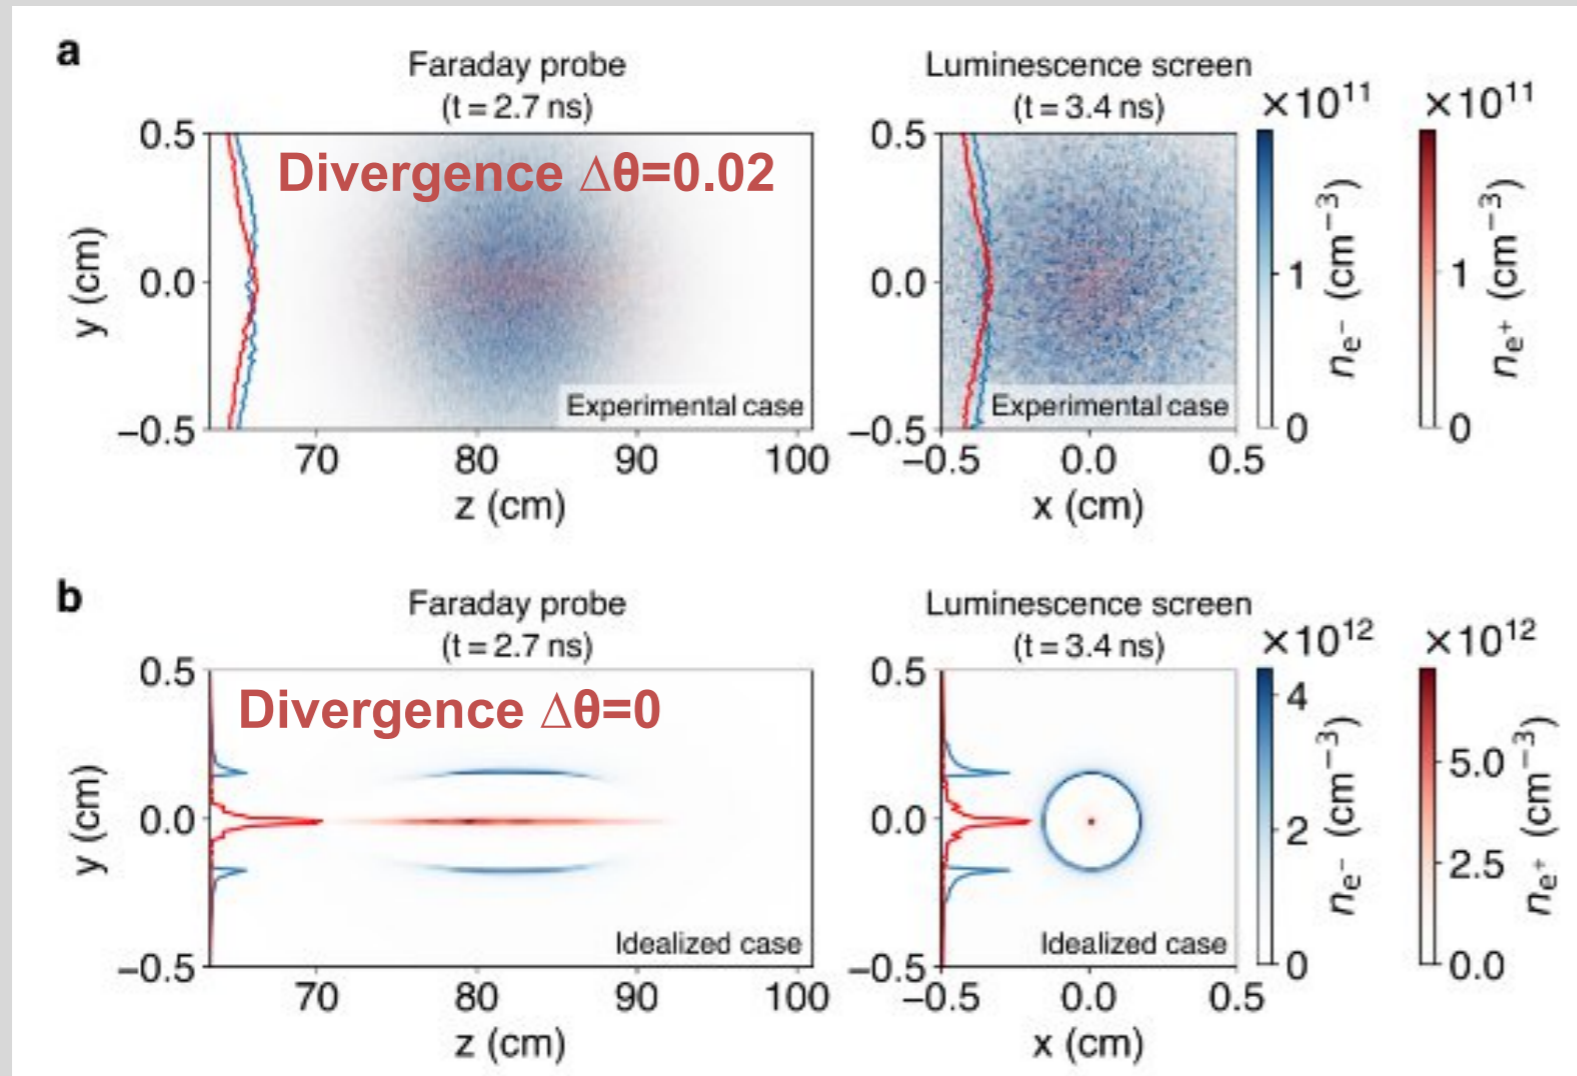 a
Faraday probe
(t = 2.7 ns)
Luminescence screen
(t = 3.4 ns)
×10¹¹
×10¹¹
Divergence Δθ=0.02
0.5
0.0
−0.5
y (cm)
Experimental case
70 80 90 100
z (cm)
0.5
0.0
−0.5
Experimental case
−0.5 0.0 0.5
x (cm)
1
0
nₑ- (cm⁻³)
1
0
nₑ+ (cm⁻³)
b
Faraday probe
(t = 2.7 ns)
Luminescence screen
(t = 3.4 ns)
×10¹²
×10¹²
Divergence Δθ=0
0.5
0.0
−0.5
y (cm)
Idealized case
70 80 90 100
z (cm)
0.5
0.0
−0.5
Idealized case
−0.5 0.0 0.5
x (cm)
4
2
0
nₑ- (cm⁻³)
5.0
2.5
0.0
nₑ+ (cm⁻³)